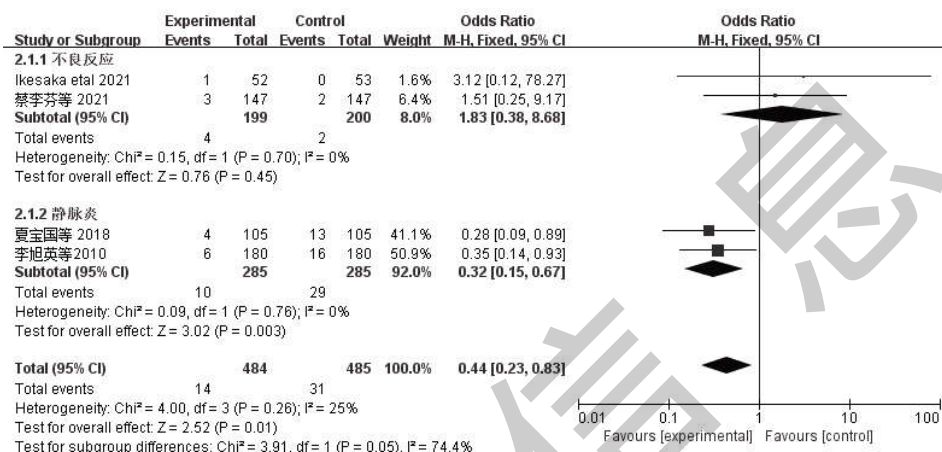 Experimental Control Odds Ratio Odds Ratio
Study or Subgroup Events Total Events Total Weight M-H, Fixed, 95% CI M-H, Fixed, 95% CI
2.1.1 不良反应
Ikesaka etal 2021 1 52 0 53 1.6% 3.12 [0.12, 78.27]
蔡李芬等 2021 3 147 2 147 6.4% 1.51 [0.25, 9.17]
Subtotal (95% CI) 199 200 8.0% 1.83 [0.38, 8.68]
Total events 4 2
Heterogeneity: Chi² = 0.15, df = 1 (P = 0.70); I² = 0%
Test for overall effect: Z = 0.76 (P = 0.45)
2.1.2 静脉炎
夏宝国等 2018 4 105 13 105 41.1% 0.28 [0.09, 0.89]
李旭英等2010 6 180 16 180 50.9% 0.35 [0.14, 0.93]
Subtotal (95% CI) 285 285 92.0% 0.32 [0.15, 0.67]
Total events 10 29
Heterogeneity: Chi² = 0.09, df = 1 (P = 0.76); I² = 0%
Test for overall effect: Z = 3.02 (P = 0.003)
Total (95% CI) 484 485 100.0% 0.44 [0.23, 0.83]
Total events 14 31
Heterogeneity: Chi² = 4.00, df = 3 (P = 0.26); I² = 25%
Test for overall effect: Z = 2.52 (P = 0.01)
Test for subgroup differences: Chi² = 3.91, df = 1 (P = 0.05), I² = 74.4%
0.01 0.1 1 10 100
Favours [experimental] Favours [control]
信息